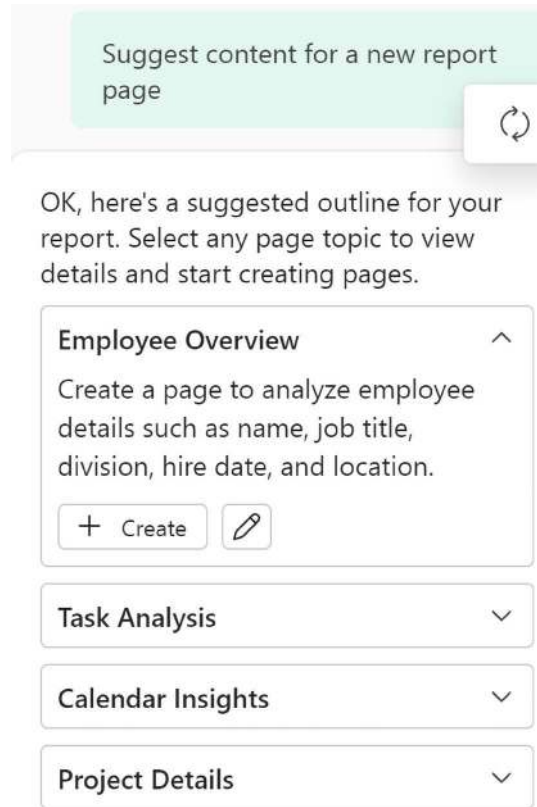 Suggest content for a new report
page
OK, here's a suggested outline for your
report. Select any page topic to view
details and start creating pages.
Employee Overview
Create a page to analyze employee
details such as name, job title,
division, hire date, and location.
+ Create
Task Analysis
Calendar Insights
Project Details